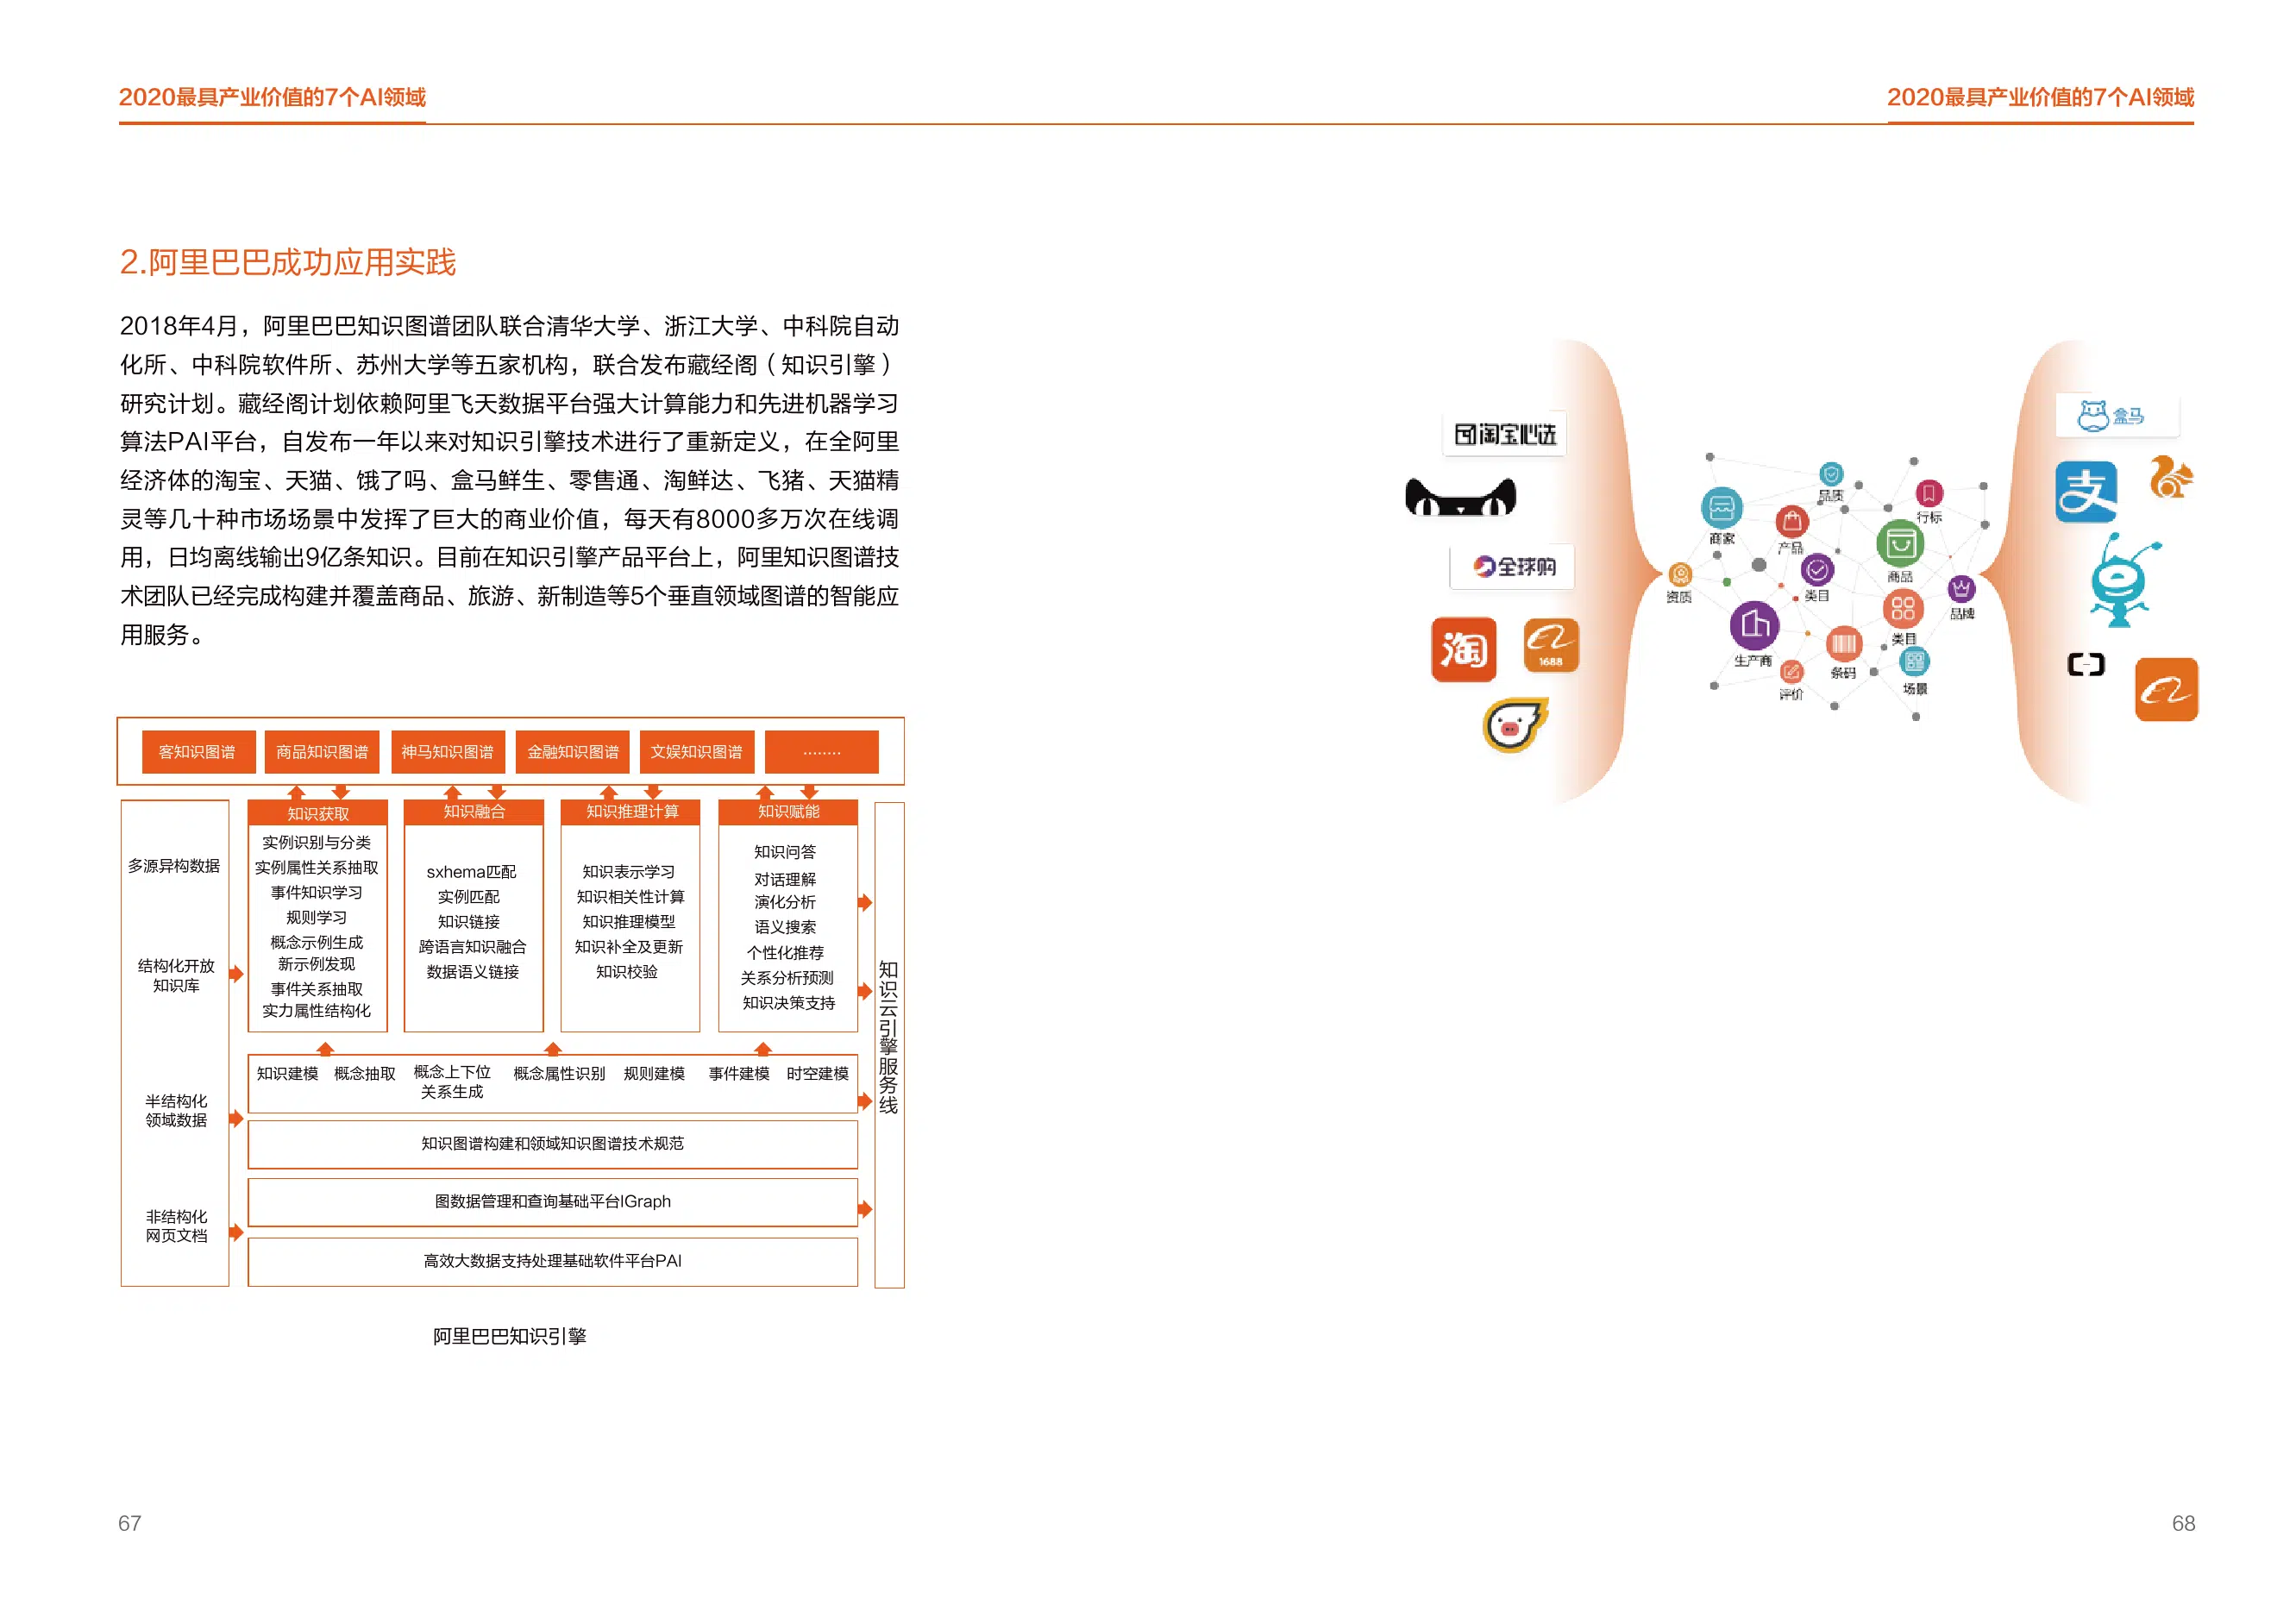 2020最具产业价值的7个AI领域
2020最具产业价值的7个AI领域
2.阿里巴巴成功应用实践
2018年4月，阿里巴巴知识图谱团队联合清华大学、浙江大学、中科院自动
化所、中科院软件所、苏州大学等五家机构，联合发布藏经阁（知识引擎）
研究计划。藏经阁计划依赖阿里飞天数据平台强大计算能力和先进机器学习
算法PAI平台，自发布一年以来对知识引擎技术进行了重新定义，在全阿里
经济体的淘宝、天猫、饿了吗、盒马鲜生、零售通、淘鲜达、飞猪、天猫精
灵等几十种市场场景中发挥了巨大的商业价值，每天有8000多万次在线调
用，日均离线输出9亿条知识。目前在知识引擎产品平台上，阿里知识图谱技
术团队已经完成构建并覆盖商品、旅游、新制造等5个垂直领域图谱的智能应
用服务。
客知识图谱
商品知识图谱
神马知识图谱
金融知识图谱
文娱知识图谱
········
多源异构数据
结构化开放
知识库
半结构化
领域数据
非结构化
网页文档
知识获取
实例识别与分类
实例属性关系抽取
事件知识学习
规则学习
概念示例生成
新示例发现
事件关系抽取
实力属性结构化
知识融合
sxhema匹配
实例匹配
知识链接
跨语言知识融合
数据语义链接
知识推理计算
知识表示学习
知识相关性计算
知识推理模型
知识补全及更新
知识校验
知识赋能
知识问答
对话理解
演化分析
语义搜索
个性化推荐
关系分析预测
知识决策支持
知识建模
概念抽取
概念上下位
关系生成
概念属性识别
规则建模
事件建模
时空建模
知识图谱构建和领域知识图谱技术规范
图数据管理和查询基础平台IGraph
高效大数据支持处理基础软件平台PAI
知识云引擎服务线
阿里巴巴知识引擎
淘宝心选
全球购
淘
1688
资质
商家
品质
产品
类目
行标
商品
品牌
生产商
类目
条码
评价
场景
盒马
支
67
68